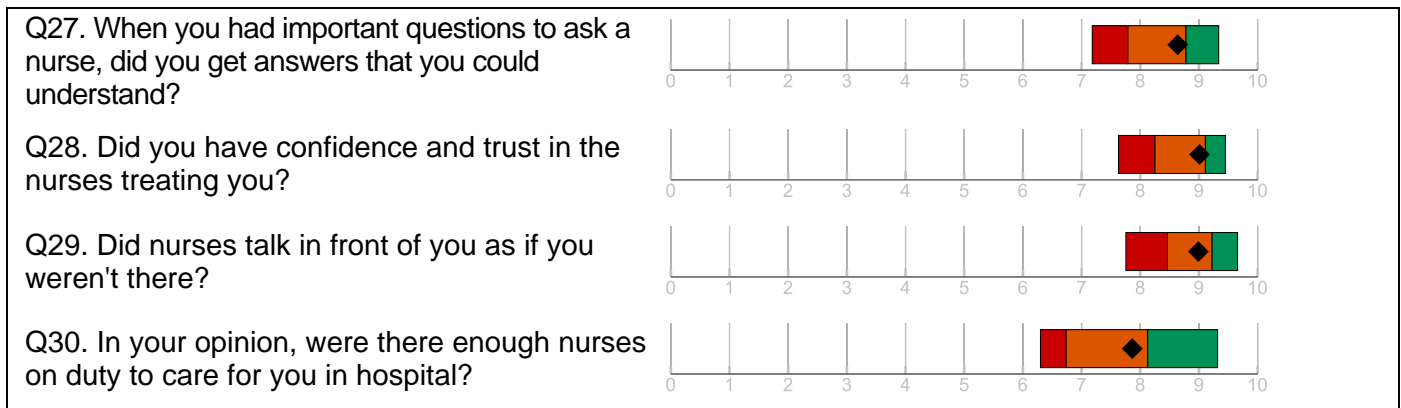 Q27. When you had important questions to ask a
nurse, did you get answers that you could
understand?
0 1 2 3 4 5 6 7 8 9 10
Q28. Did you have confidence and trust in the
nurses treating you?
0 1 2 3 4 5 6 7 8 9 10
Q29. Did nurses talk in front of you as if you
weren't there?
0 1 2 3 4 5 6 7 8 9 10
Q30. In your opinion, were there enough nurses
on duty to care for you in hospital?
0 1 2 3 4 5 6 7 8 9 10